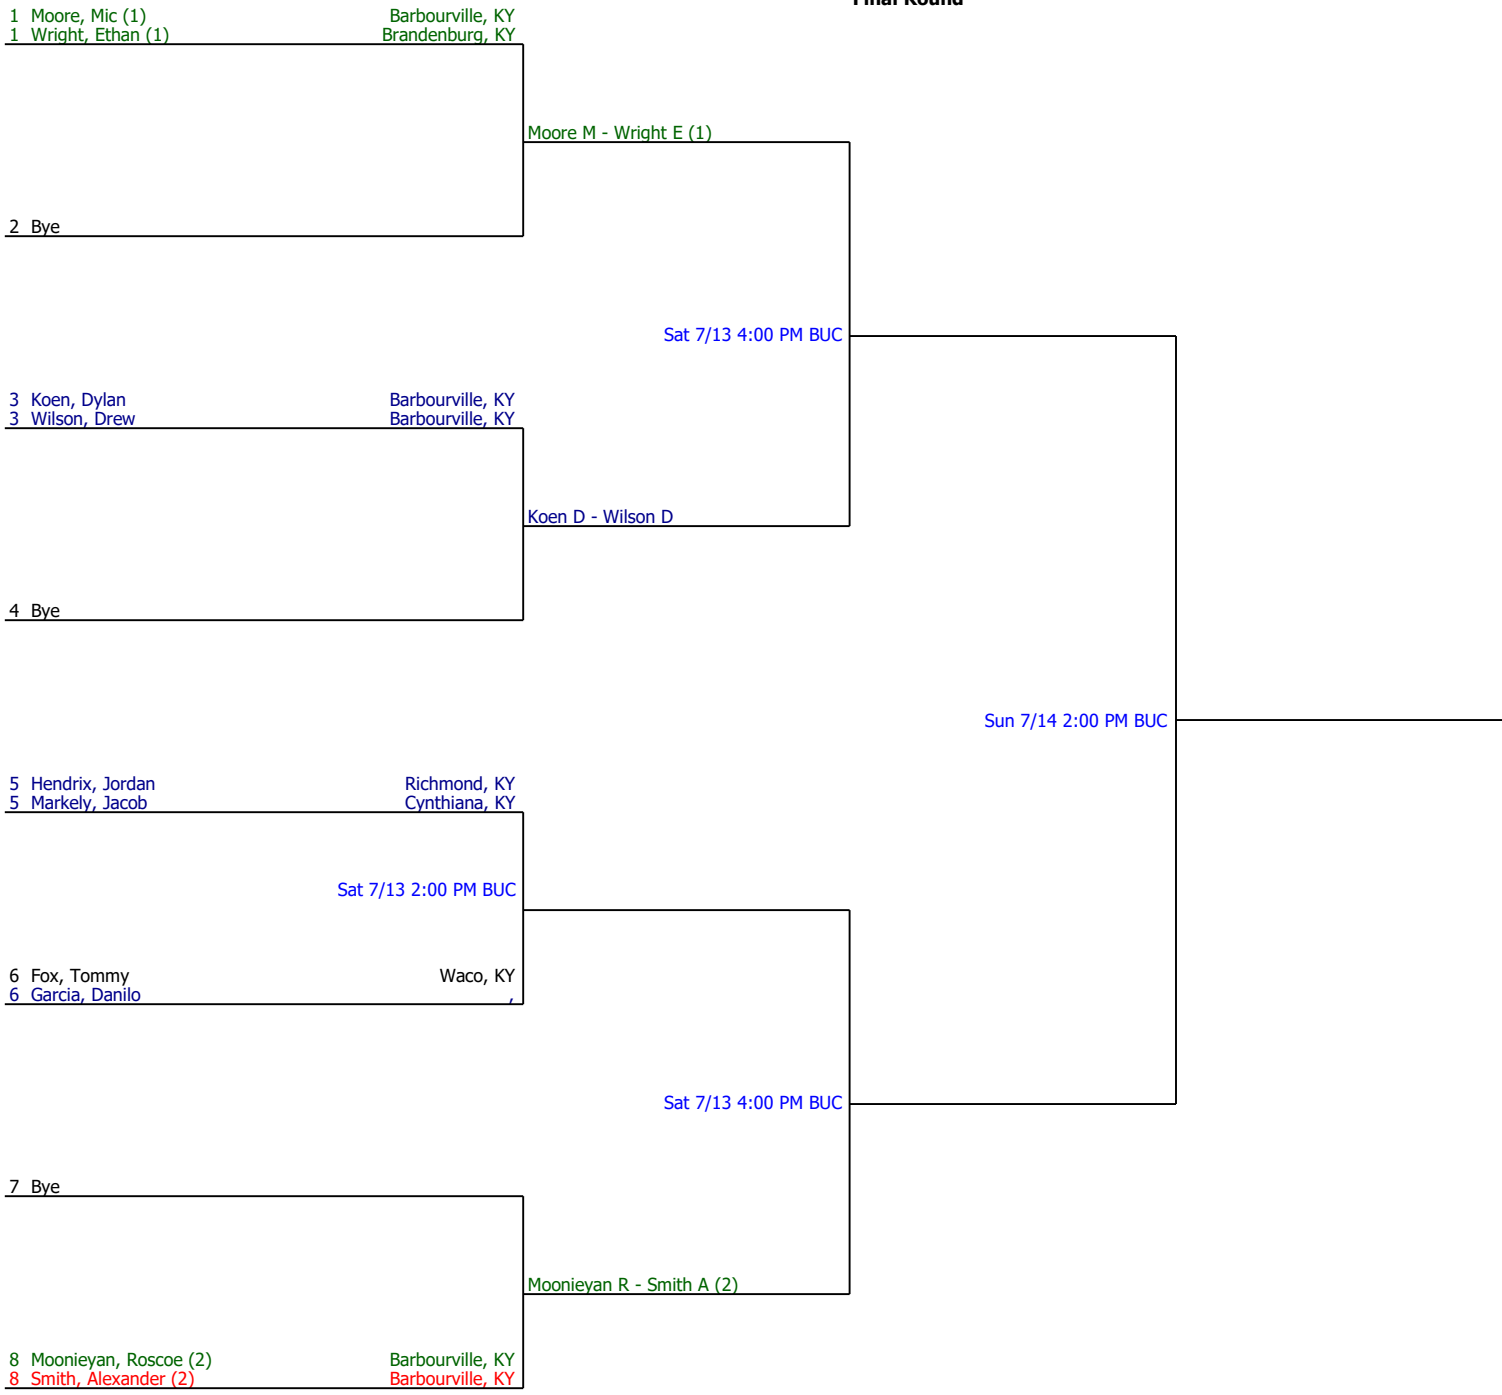 Final Round
1 Moore, Mic (1) Barbourville, KY
1 Wright, Ethan (1) Brandenburg, KY
Moore M - Wright E (1)
2 Bye
Sat 7/13 4:00 PM BUC
3 Koen, Dylan Barbourville, KY
3 Wilson, Drew Barbourville, KY
Koen D - Wilson D
4 Bye
Sun 7/14 2:00 PM BUC
5 Hendrix, Jordan Richmond, KY
5 Markely, Jacob Cynthiana, KY
Sat 7/13 2:00 PM BUC
6 Fox, Tommy Waco, KY
6 Garcia, Danilo ,
Sat 7/13 4:00 PM BUC
7 Bye
Moonieyan R - Smith A (2)
8 Moonieyan, Roscoe (2) Barbourville, KY
8 Smith, Alexander (2) Barbourville, KY